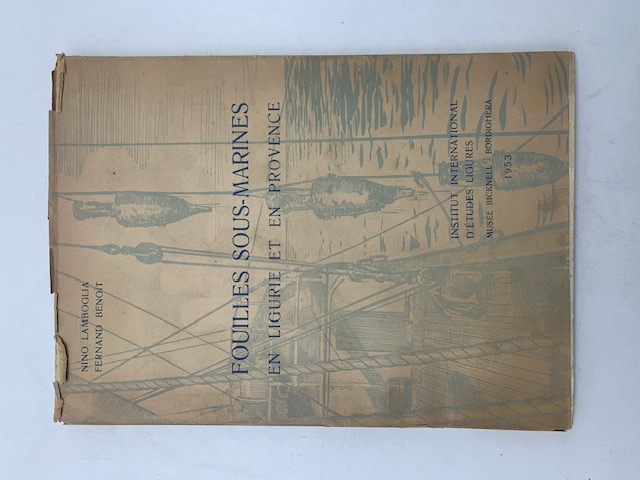 NINO LAMBOGLIA
FERNAND BENOIT
FOUILLES SOUS-MARINES
EN LIGURIE ET EN PROVENCE
INSTITUT INTERNATIONAL
D'ÉTUDES LIGURES
MUSÉE BICKNELL - BORDIGHERA
1953